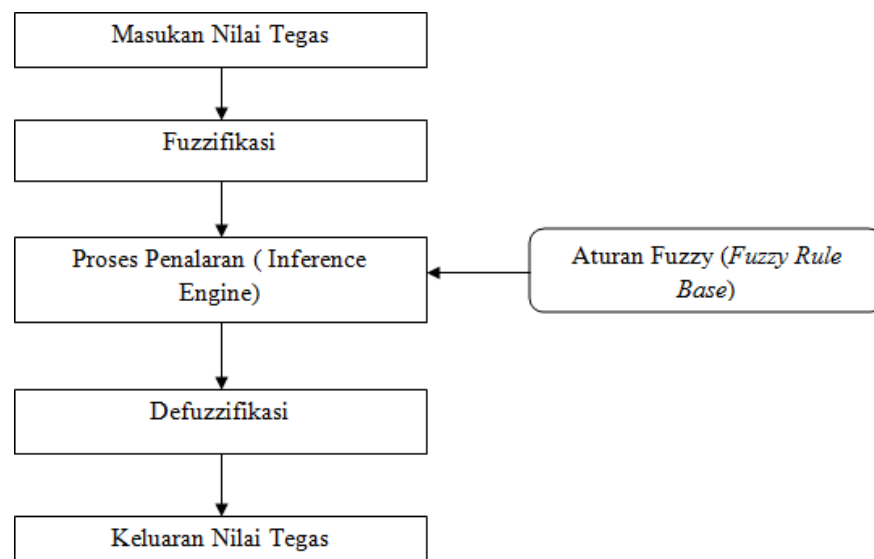 Masukan Nilai Tegas
Fuzzifikasi
Proses Penalaran ( Inference
Engine)
Aturan Fuzzy (Fuzzy Rule
Base)
Defuzzifikasi
Keluaran Nilai Tegas